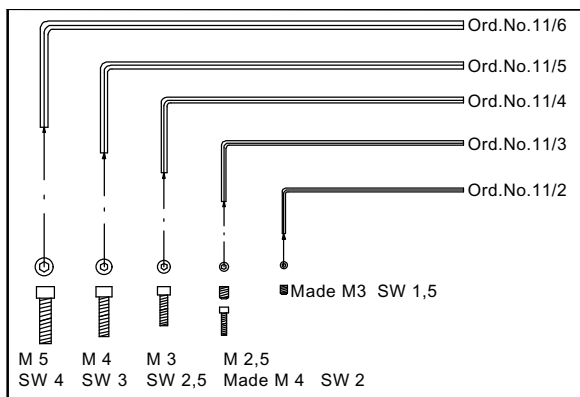 Ord.No.11/6
Ord.No.11/5
Ord.No.11/4
Ord.No.11/3
Ord.No.11/2
Made M3 SW 1,5
M 5 M 4 M 3 M 2,5
SW 4 SW 3 SW 2,5 Made M 4 SW 2